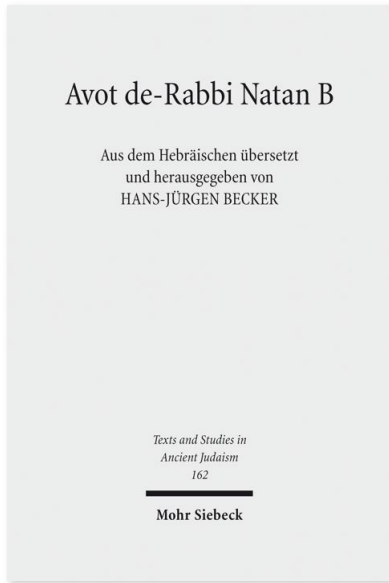 Avot de-Rabbi Natan B
Aus dem Hebräischen übersetzt
und herausgegeben von
HANS-JÜRGEN BECKER
Texts and Studies in
Ancient Judaism
162
Mohr Siebeck